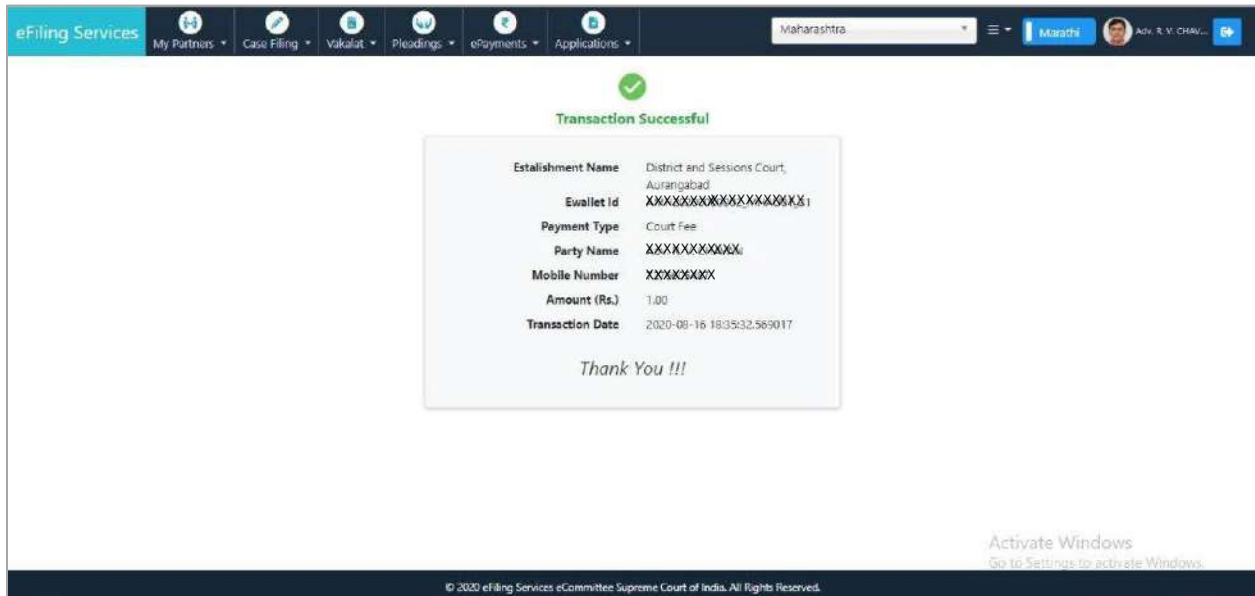 eFiling Services
My Partners
Case Filing
Vakalat
Pleadings
ePayments
Applications
Maharashtra
Marathi
Adv. R. V. CHAV...
Transaction Successful
Estalishment Name District and Sessions Court,
Aurangabad
Ewallet Id
Payment Type Court Fee
Party Name
Mobile Number
Amount (Rs.) 1.00
Transaction Date 2020-08-16 18:35:32.569017
Thank You !!!
Activate Windows
Go to Settings to activate Windows.
© 2020 eFiling Services eCommittee Supreme Court of India. All Rights Reserved.